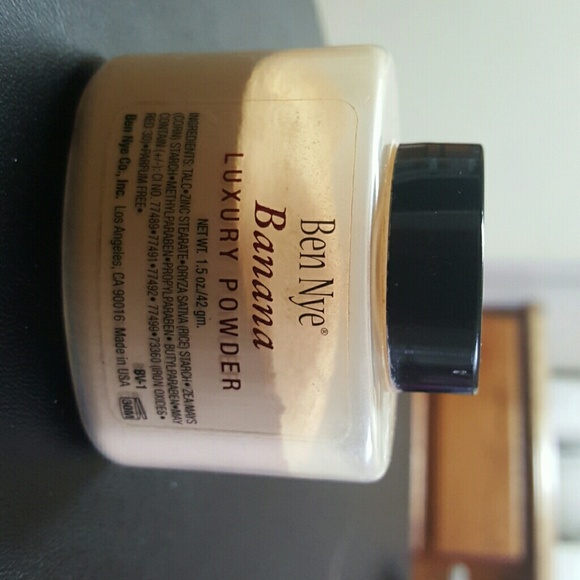 Ben Nye®
Banana
LUXURY POWDER
NET WT. 1.5 oz./42 gm.
INGREDIENTS: TALC•ZINC STEARATE•ORYZA SATIVA (RICE) STARCH•ZEA MAYS
(CORN) STARCH•METHYLPARABEN•PROPYLPARABEN•BUTYLPARABEN•MAY
CONTAIN (+/-): CI NO. 77489•77491•77492•77499•73360 (IRON OXIDES•
RED 30)•PARFUM FREE•
BV-1
Ben Nye Co., Inc. Los Angeles, CA 90016 Made in USA
30M